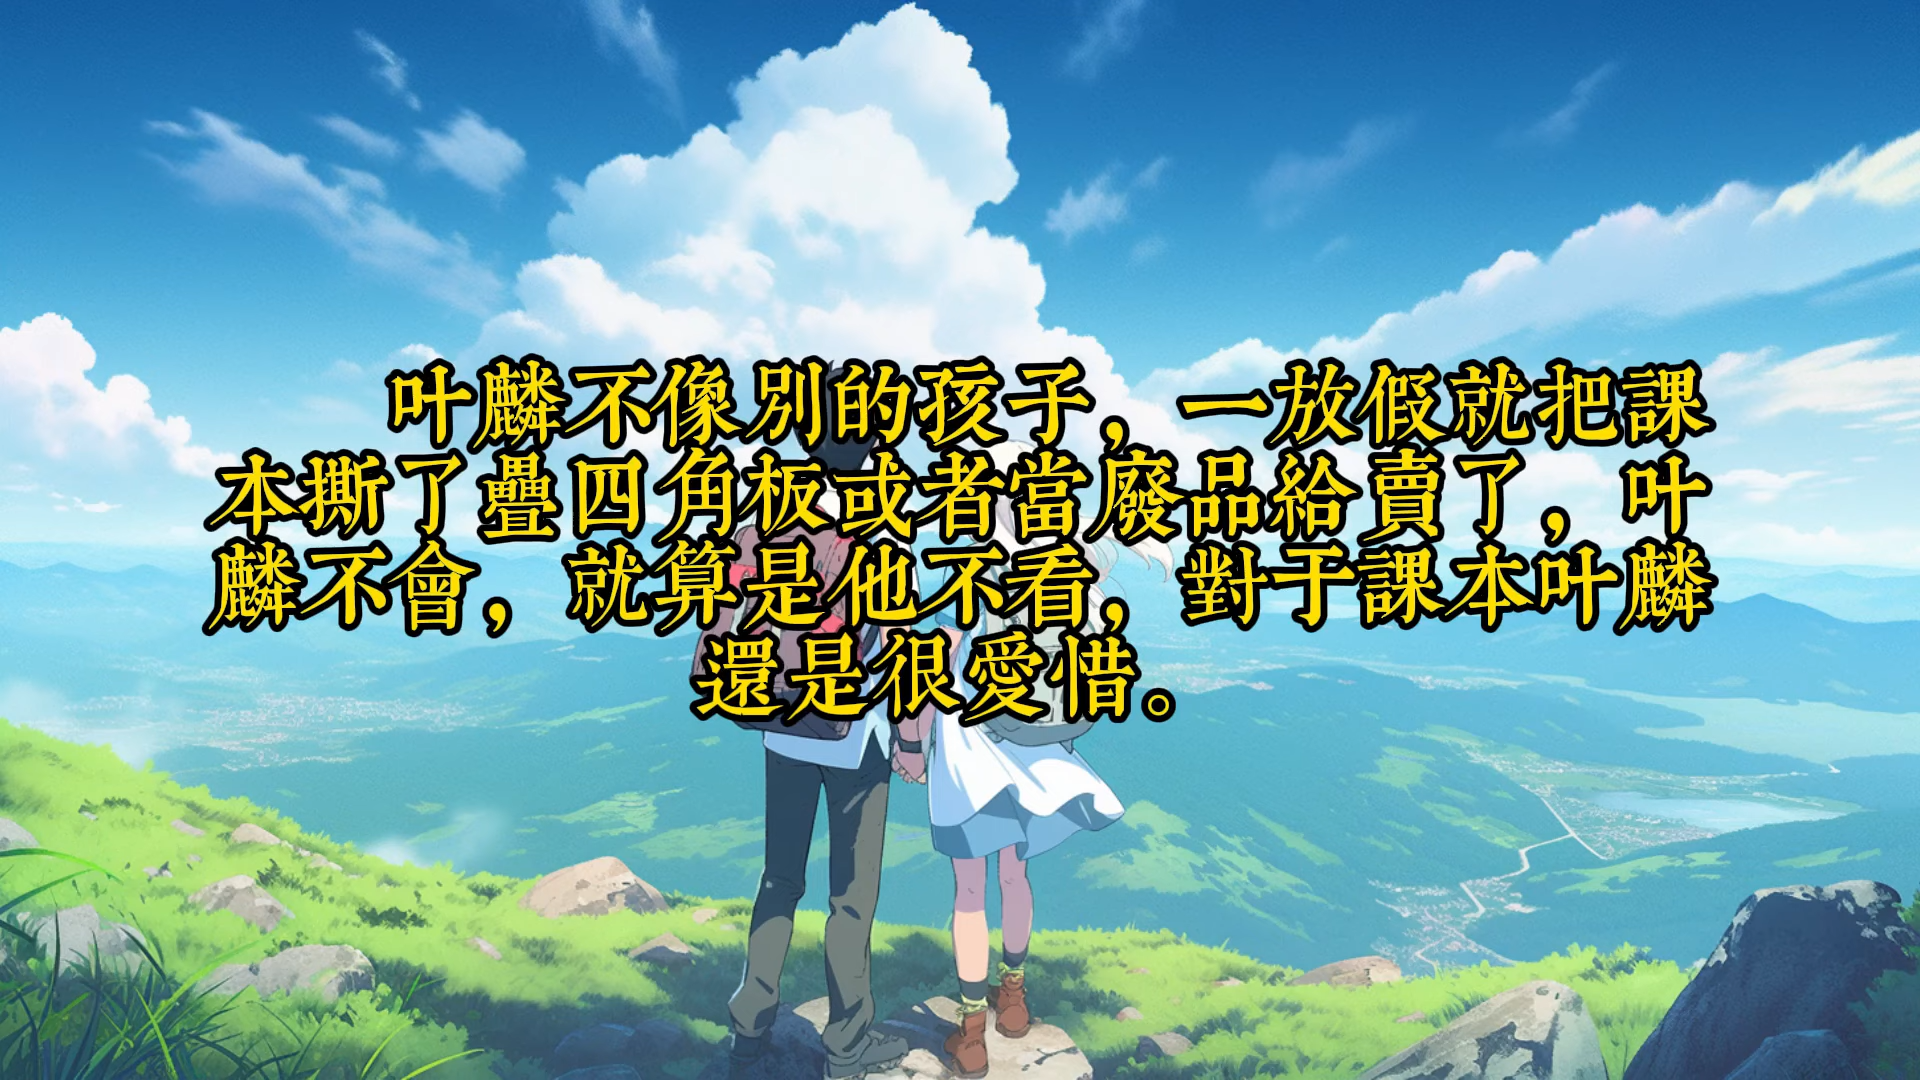 叶麟不像別的孩子，一放假就把課
本撕了疊四角板或者當廢品給賣了，叶
麟不會，就算是他不看，對于課本叶麟
還是很愛惜。